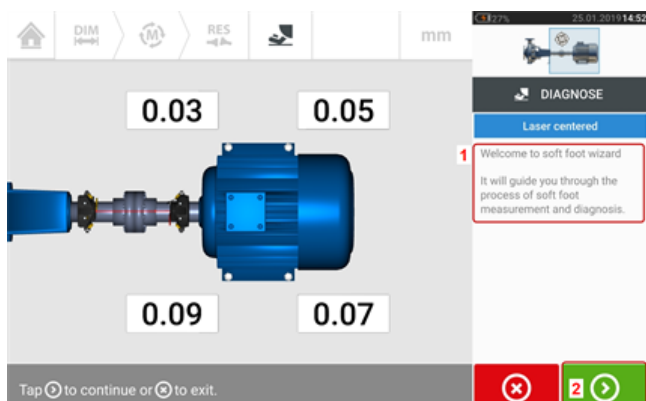 DIM
M
RES
mm
27%
25.01.2019 14:52
0.03
0.05
DIAGNOSE
Laser centered
1
Welcome to soft foot wizard
It will guide you through the
process of soft foot
measurement and diagnosis.
0.09
0.07
Tap to continue or to exit.
2